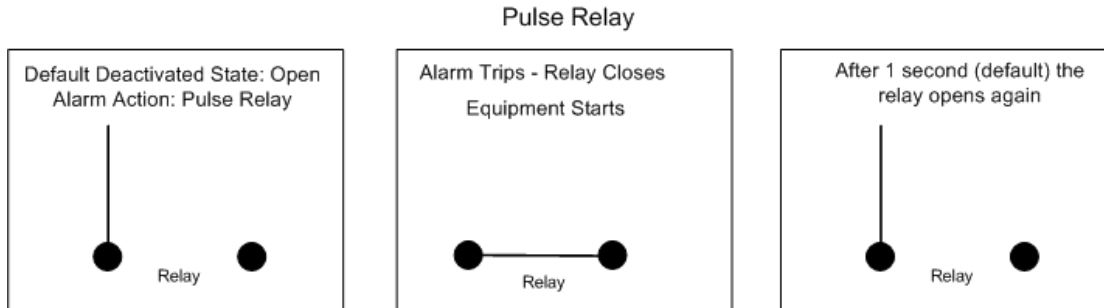 Pulse Relay
Default Deactivated State: Open
Alarm Action: Pulse Relay
Relay
Alarm Trips - Relay Closes
Equipment Starts
Relay
After 1 second (default) the
relay opens again
Relay